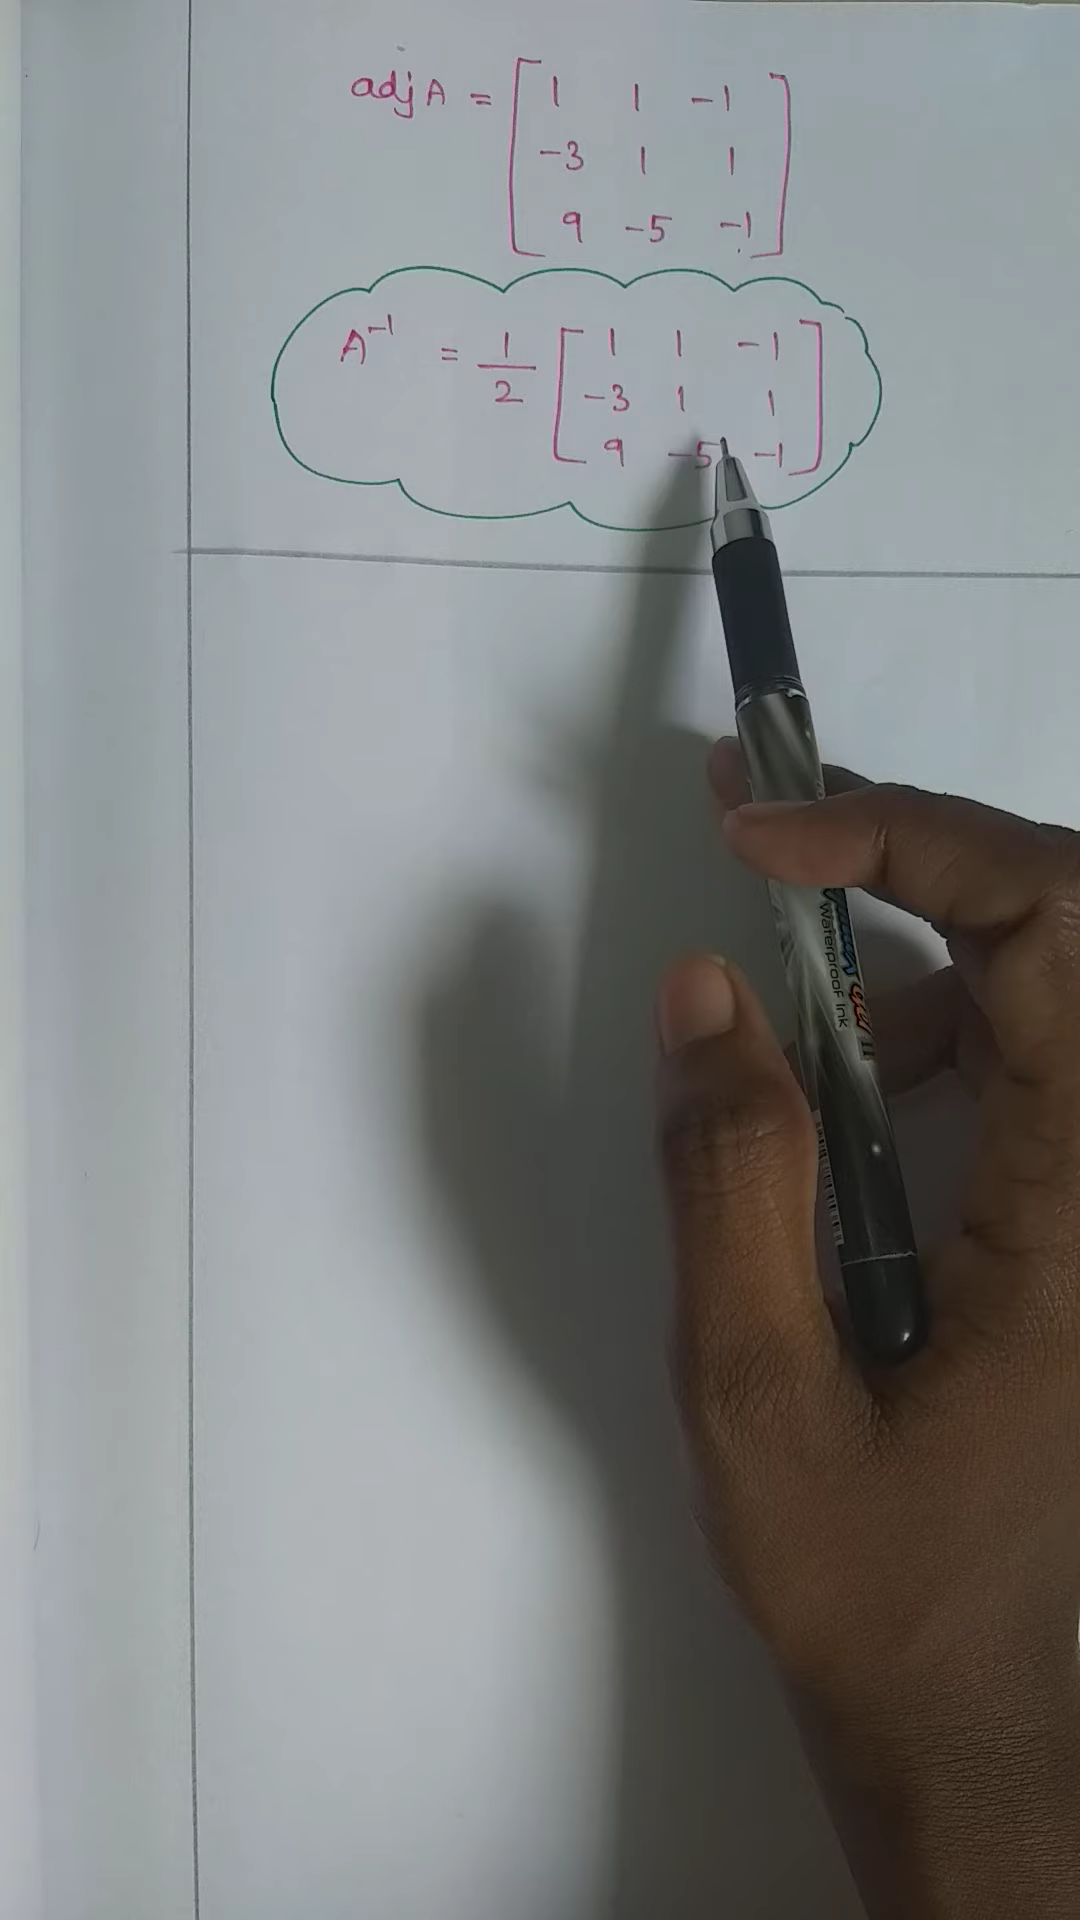 adj A = [ 1 1 -1
-3 1 1
9 -5 -1 ]
A⁻¹ = 1/2 [ 1 1 -1
-3 1 1
9 -5 -1 ]
Waterproof Ink